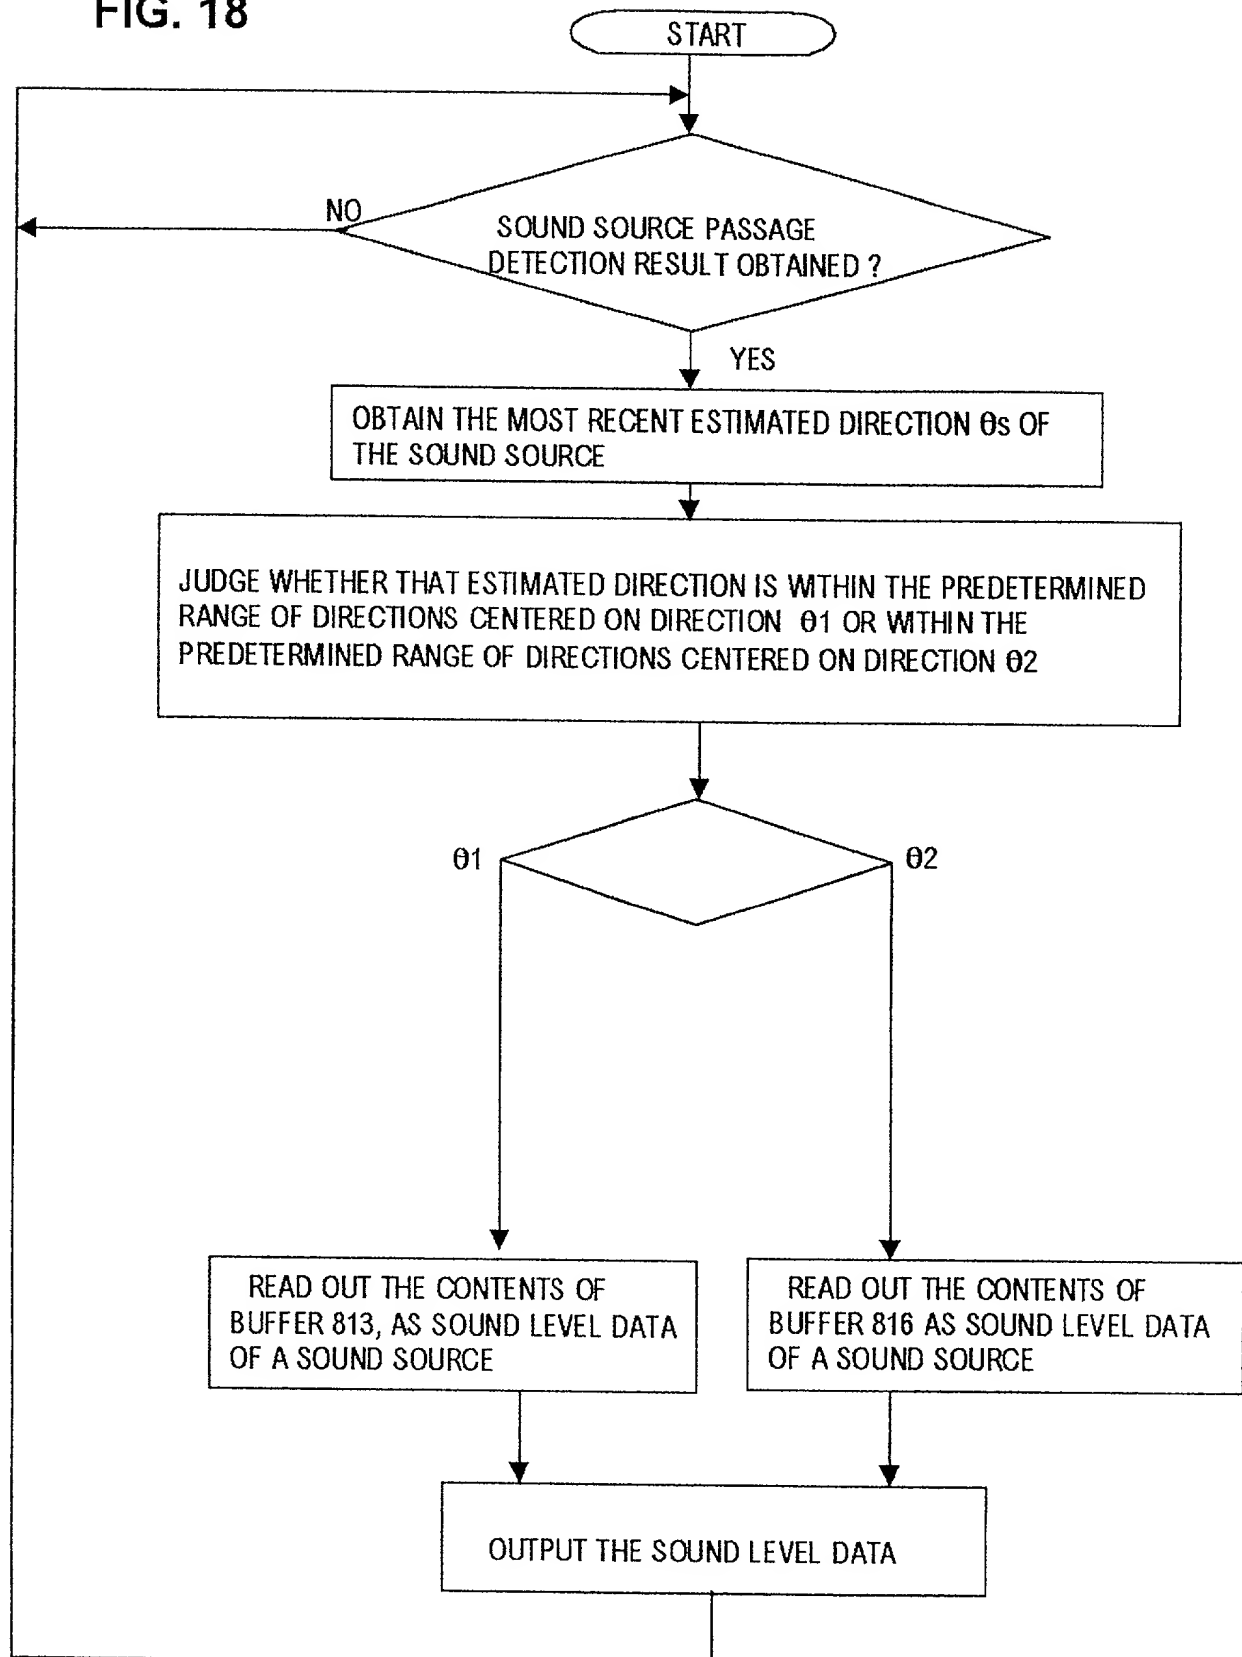 FIG. 18
START
NO
SOUND SOURCE PASSAGE
DETECTION RESULT OBTAINED ?
YES
OBTAIN THE MOST RECENT ESTIMATED DIRECTION θs OF
THE SOUND SOURCE
JUDGE WHETHER THAT ESTIMATED DIRECTION IS WITHIN THE PREDETERMINED
RANGE OF DIRECTIONS CENTERED ON DIRECTION θ1 OR WITHIN THE
PREDETERMINED RANGE OF DIRECTIONS CENTERED ON DIRECTION θ2
θ1
θ2
READ OUT THE CONTENTS OF
BUFFER 813, AS SOUND LEVEL DATA
OF A SOUND SOURCE
READ OUT THE CONTENTS OF
BUFFER 816 AS SOUND LEVEL DATA
OF A SOUND SOURCE
OUTPUT THE SOUND LEVEL DATA